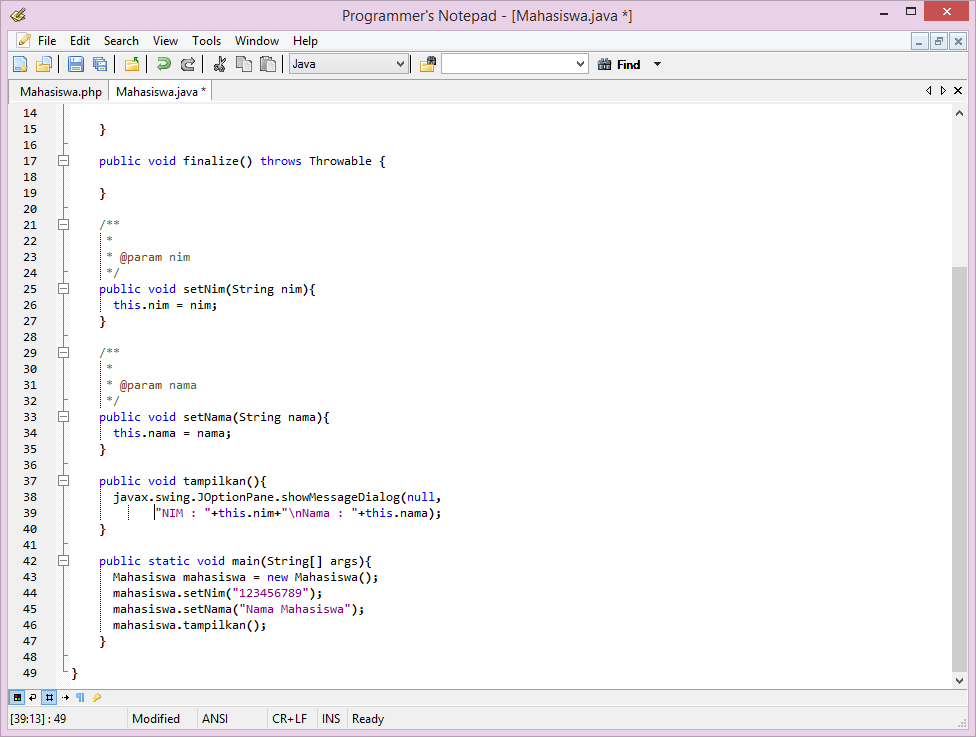 Programmer's Notepad - [Mahasiswa.java *]
File Edit Search View Tools Window Help
Java Find
Mahasiswa.php Mahasiswa.java *
14
15 }
16
17 public void finalize() throws Throwable {
18
19 }
20
21 /**
22 *
23 * @param nim
24 */
25 public void setNim(String nim){
26 this.nim = nim;
27 }
28
29 /**
30 *
31 * @param nama
32 */
33 public void setNama(String nama){
34 this.nama = nama;
35 }
36
37 public void tampilkan(){
38 javax.swing.JOptionPane.showMessageDialog(null,
39 "NIM : "+this.nim+"\nNama : "+this.nama);
40 }
41
42 public static void main(String[] args){
43 Mahasiswa mahasiswa = new Mahasiswa();
44 mahasiswa.setNim("123456789");
45 mahasiswa.setNama("Nama Mahasiswa");
46 mahasiswa.tampilkan();
47 }
48
49 }
[39:13] : 49 Modified ANSI CR+LF INS Ready